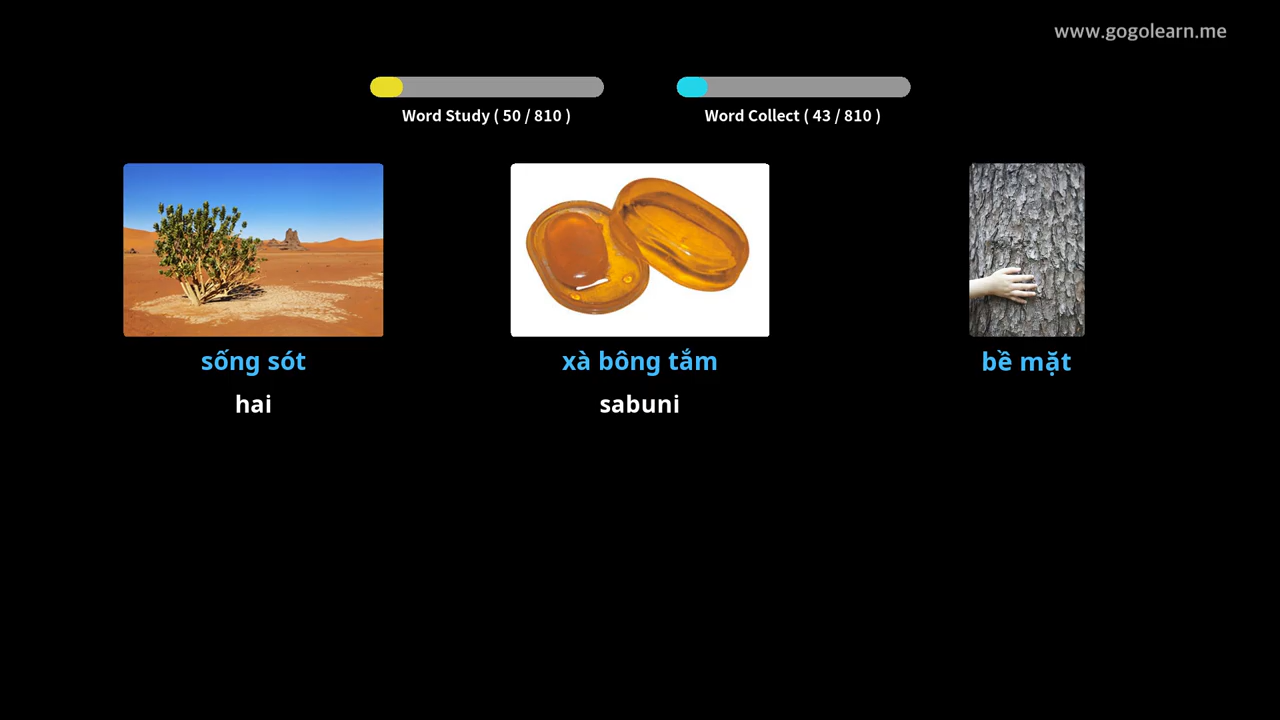 www.gogolearn.me
Word Study ( 50 / 810 )
Word Collect ( 43 / 810 )
sống sót
hai
xà bông tắm
sabuni
bề mặt